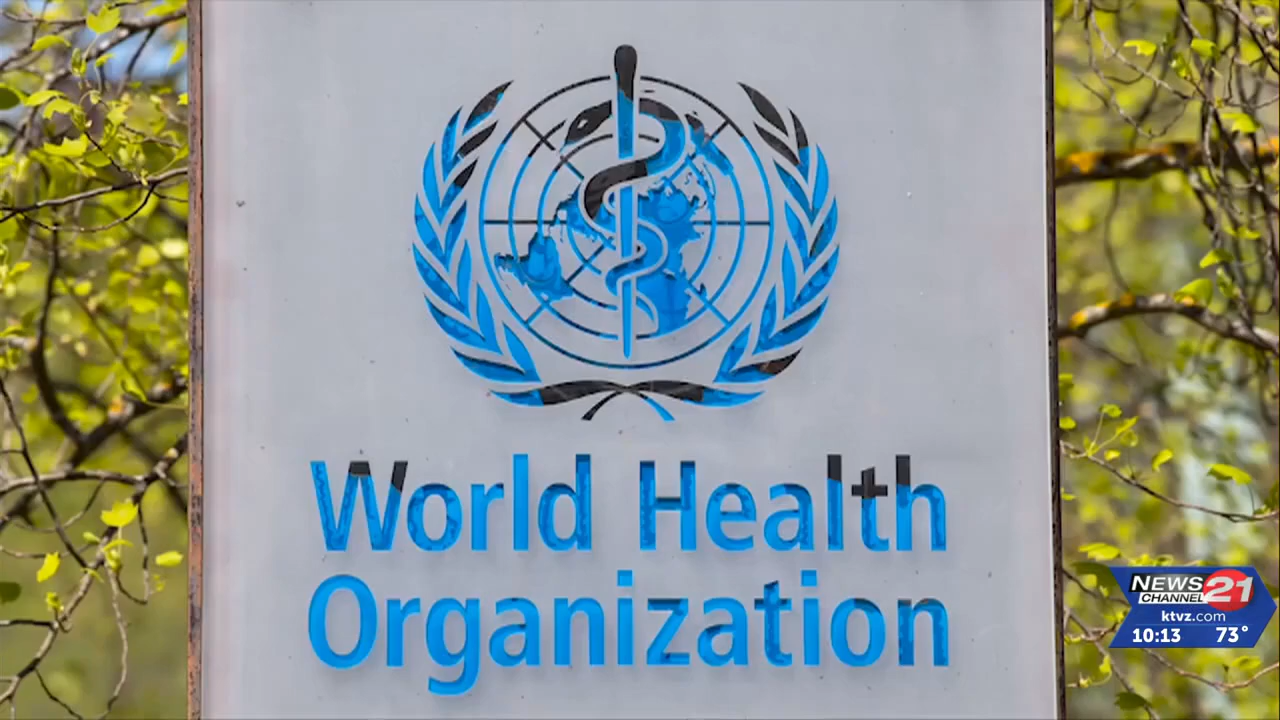 World Health
Organization
NEWS 21
CHANNEL
ktvz.com
10:13 73°